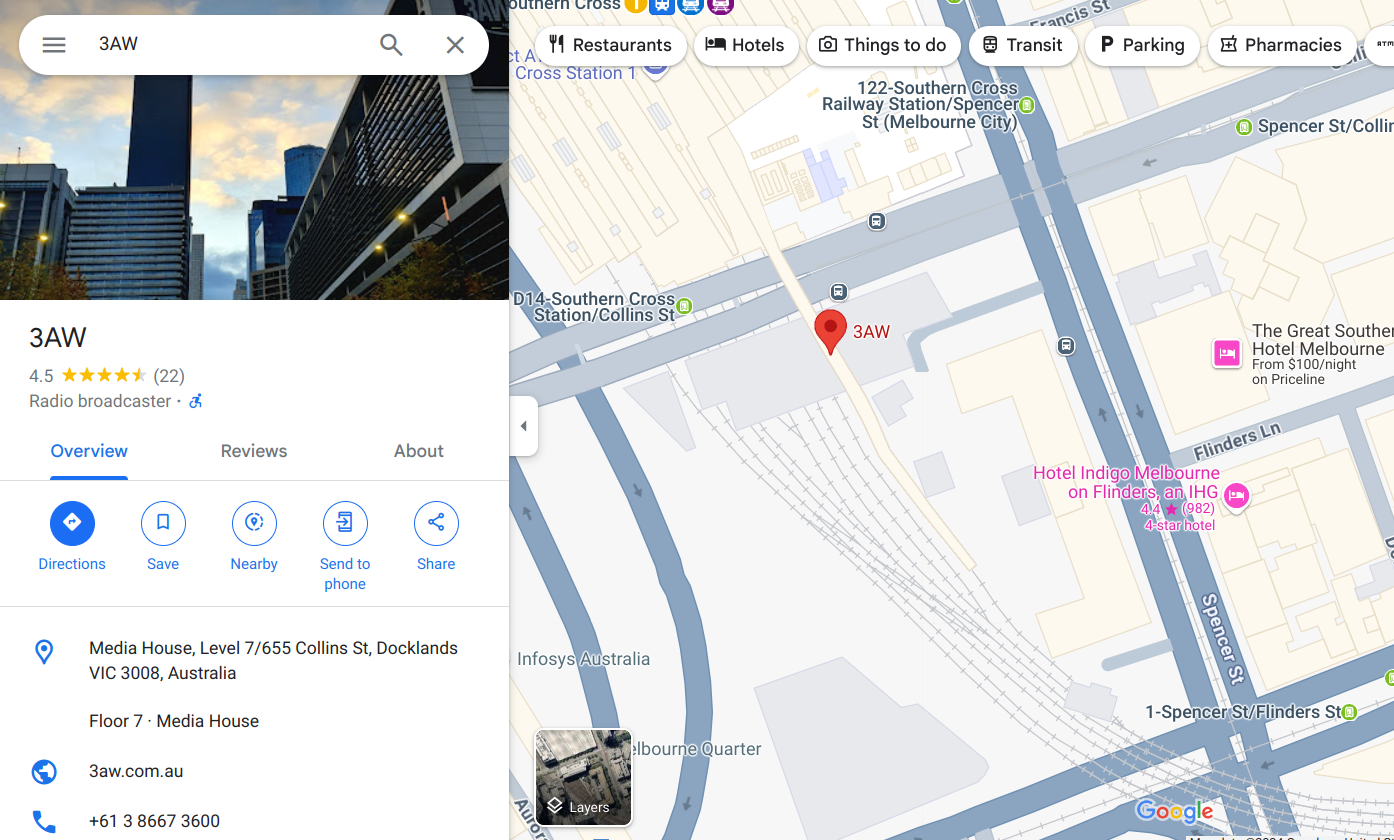 3AW
3AW
4.5 (22)
Radio broadcaster ·
Overview
Reviews
About
Directions
Save
Nearby
Send to
phone
Share
Media House, Level 7/655 Collins St, Docklands
VIC 3008, Australia
Floor 7 · Media House
3aw.com.au
+61 3 8667 3600
Restaurants
Hotels
Things to do
Transit
Parking
Pharmacies
outhern Cross
Francis St
Cross Station 1
122-Southern Cross
Railway Station/Spencer
St (Melbourne City)
Spencer St/Collin
D14-Southern Cross
Station/Collins St
3AW
The Great Souther
Hotel Melbourne
From $100/night
on Priceline
Flinders Ln
Hotel Indigo Melbourne
on Flinders, an IHG
4.4 ★ (982)
4-star hotel
Spencer St
Infosys Australia
1-Spencer St/Flinders St
elbourne Quarter
Layers
Auror
Google